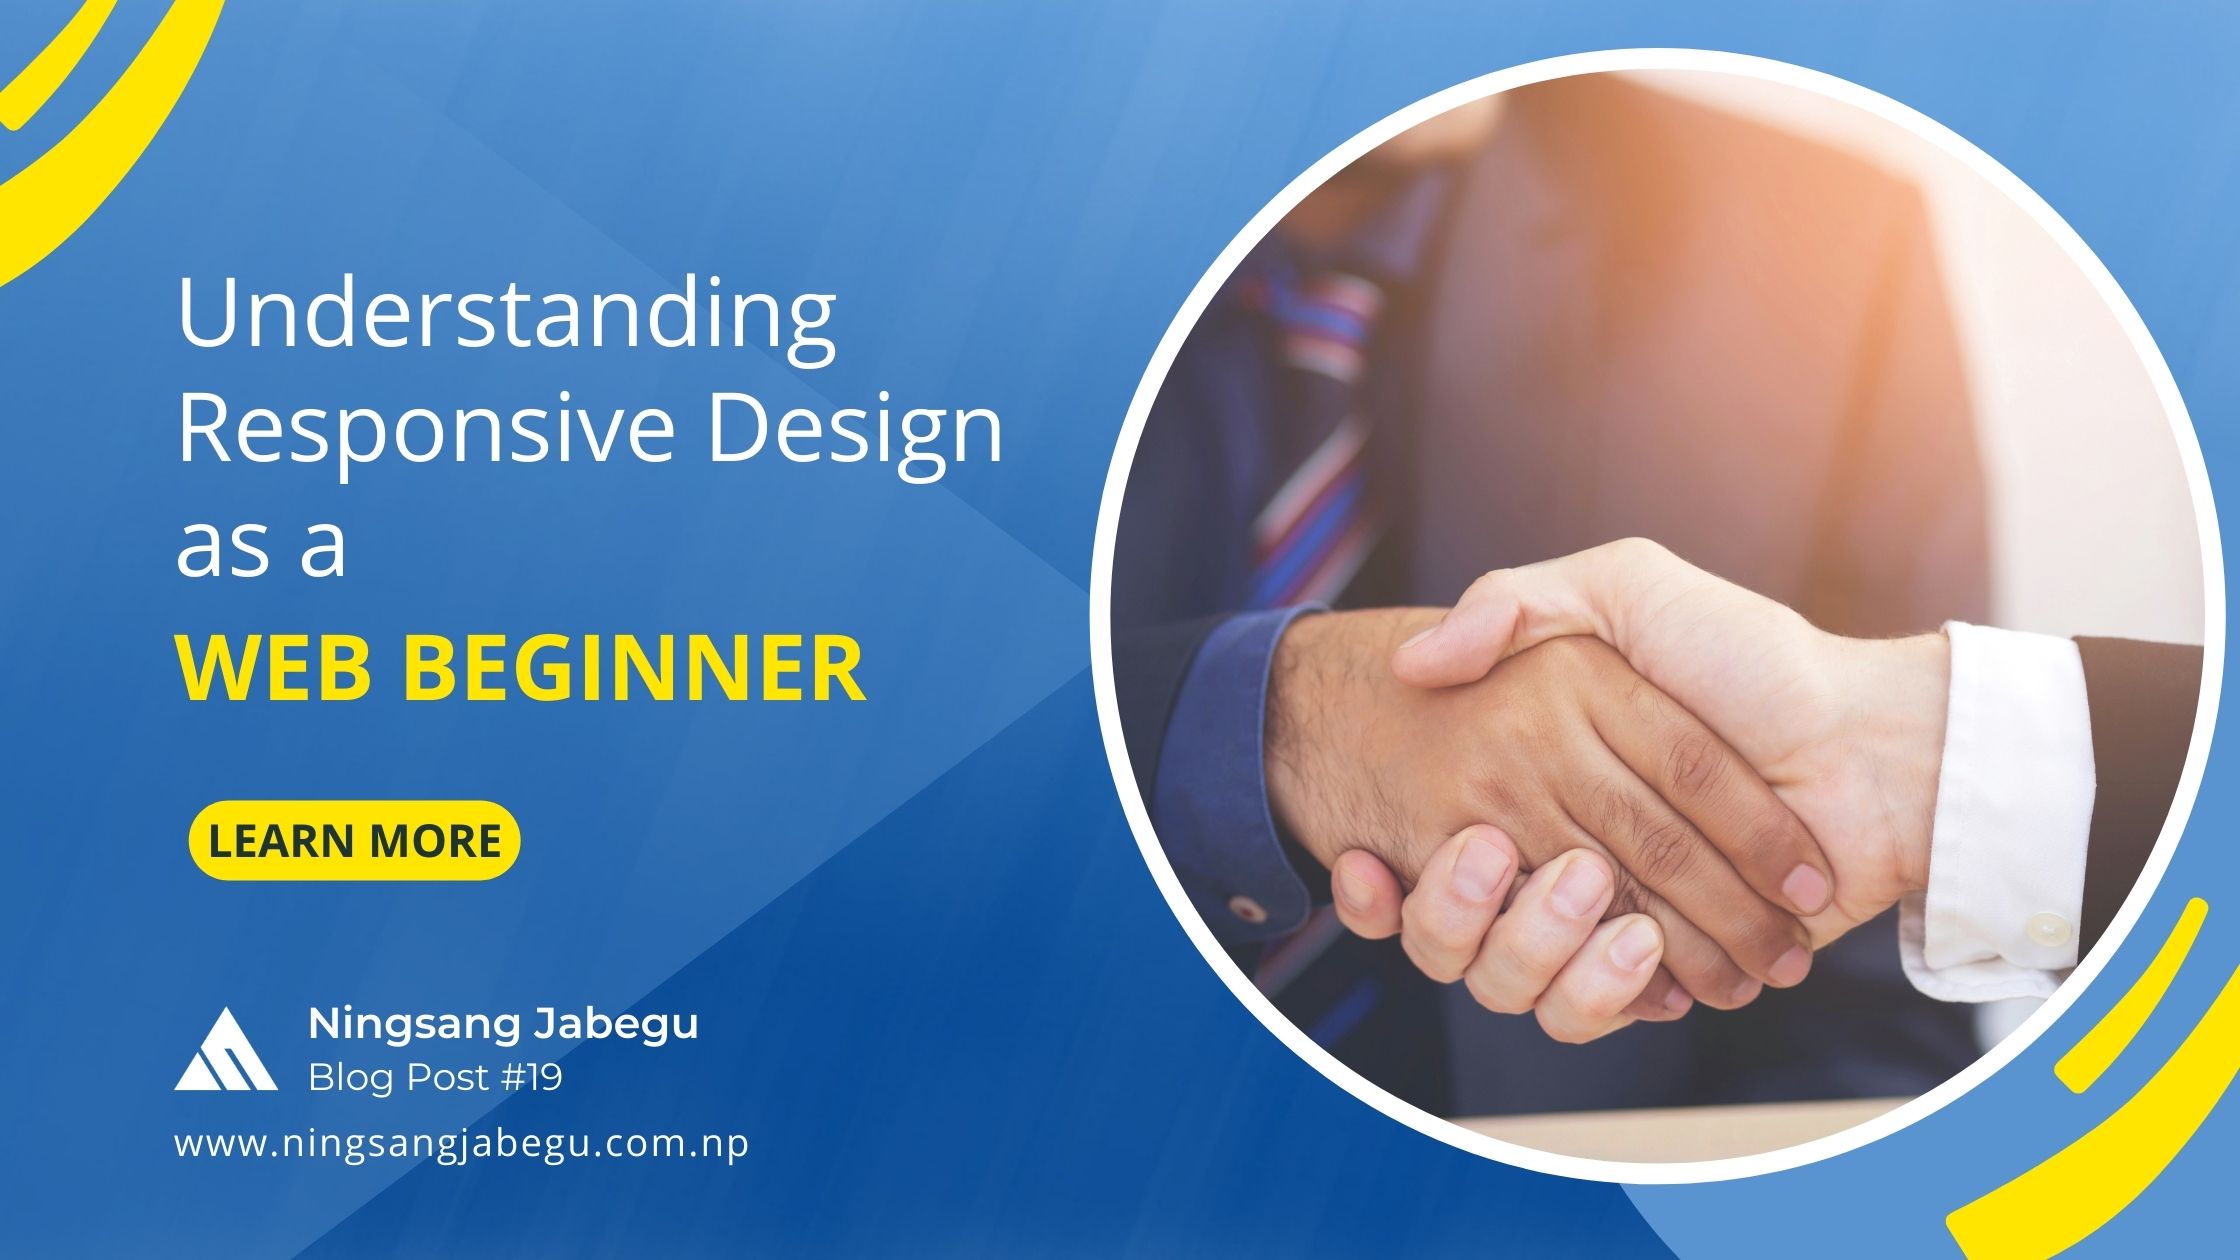 Understanding
Responsive Design
as a
WEB BEGINNER
LEARN MORE
Ningsang Jabegu
Blog Post #19
www.ningsangjabegu.com.np